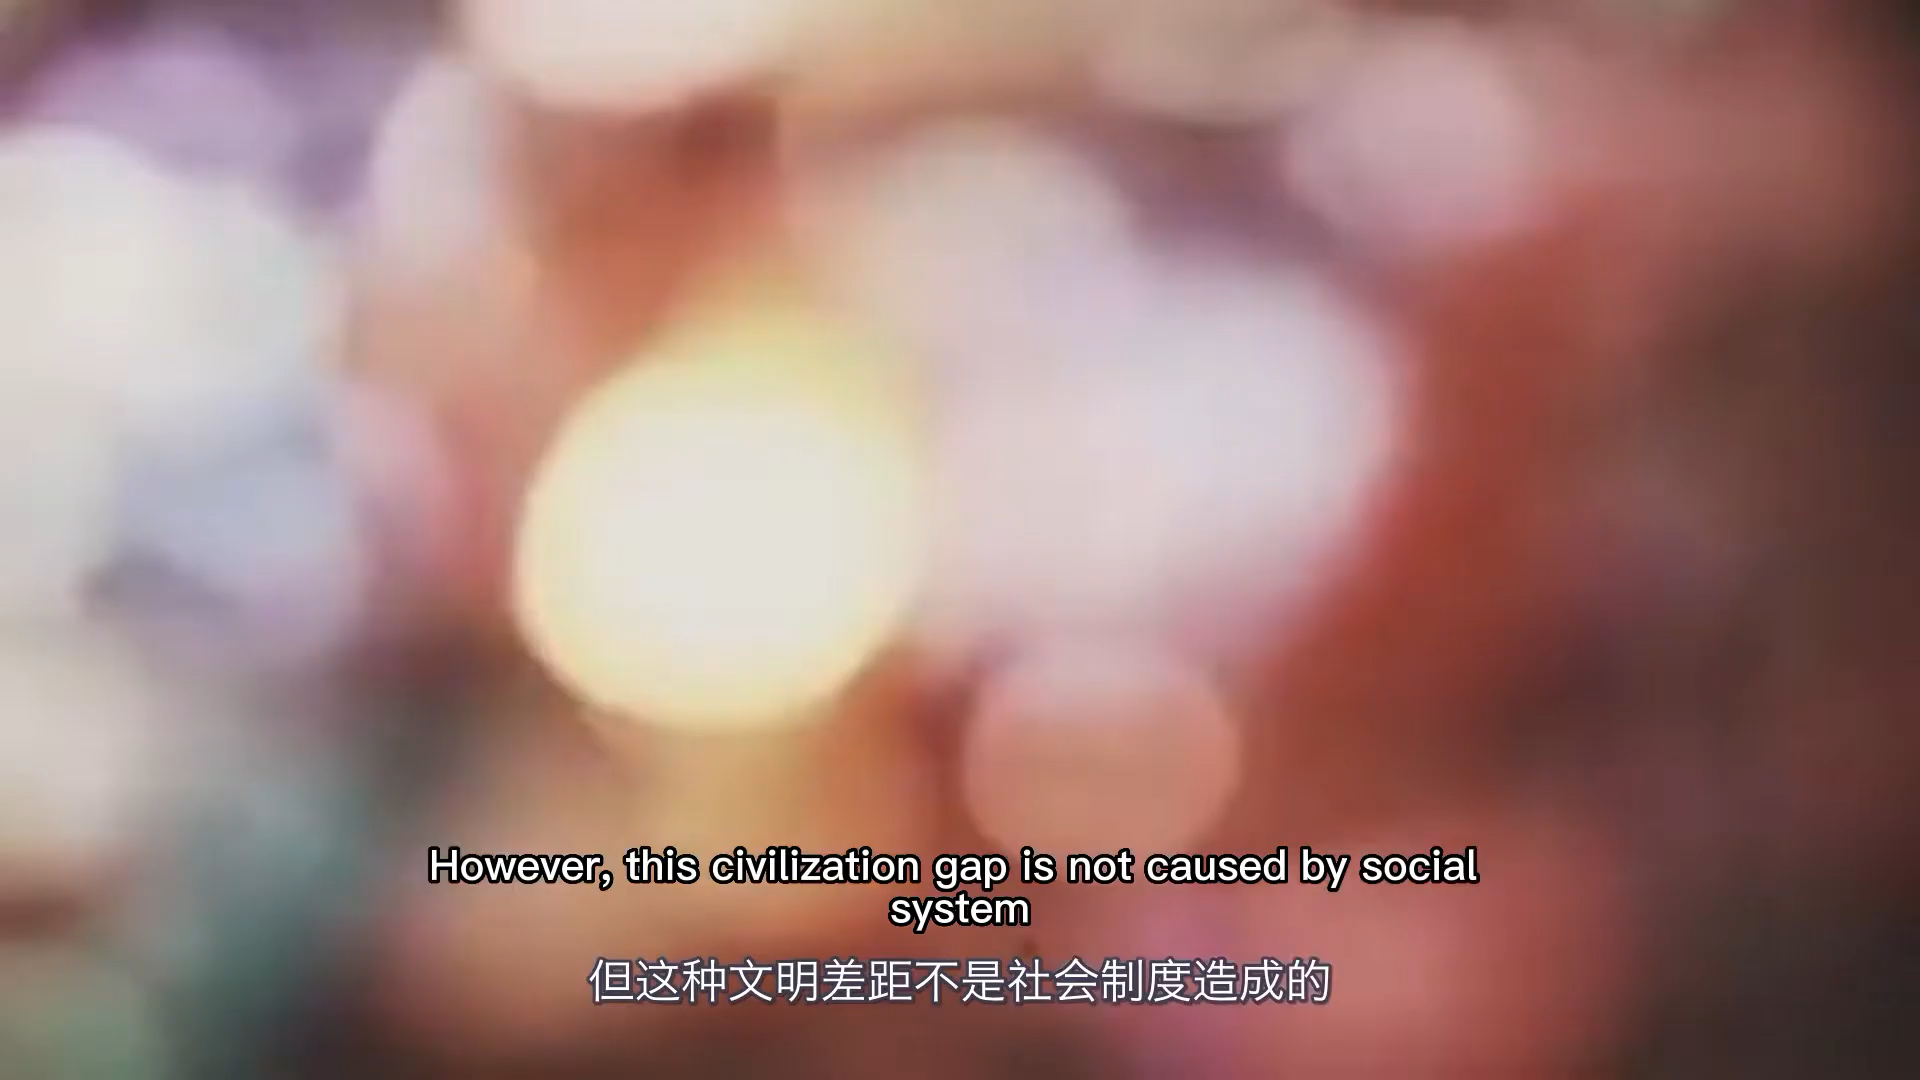 However, this civilization gap is not caused by social
system
但这种文明差距不是社会制度造成的